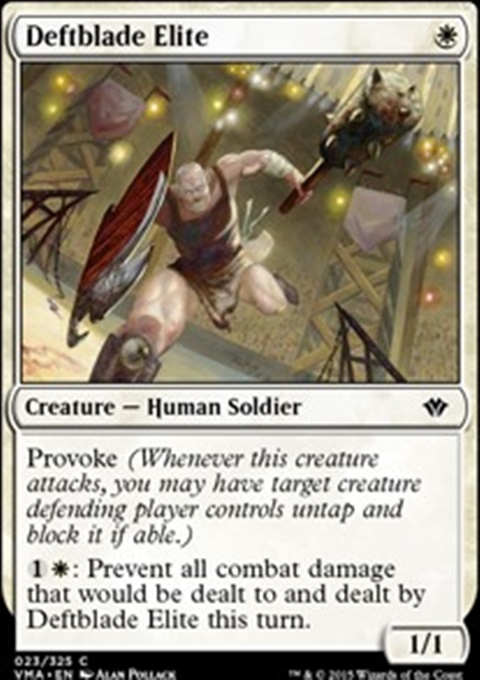 Deftblade Elite
Creature — Human Soldier
Provoke (Whenever this creature
attacks, you may have target creature
defending player controls untap and
block it if able.)
1 : Prevent all combat damage
that would be dealt to and dealt by
Deftblade Elite this turn.
1/1
023/325 C
VMA • EN Alan Pollack
™ & © 2015 Wizards of the Coast